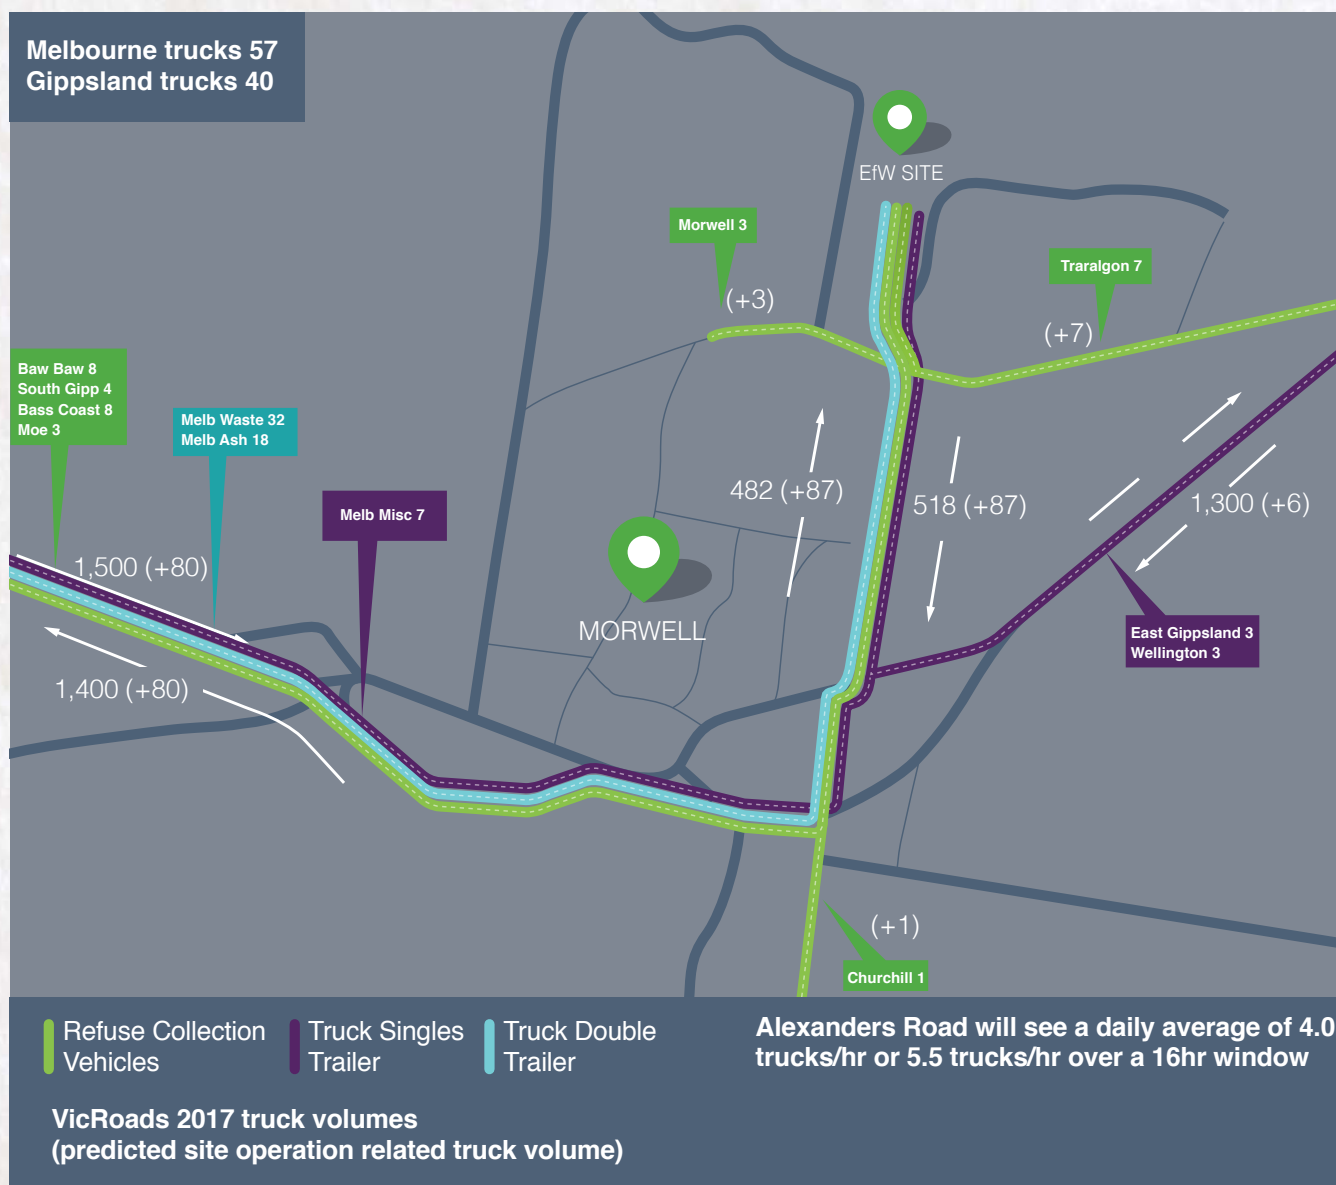 Melbourne trucks 57
Gippsland trucks 40
EfW SITE
Morwell 3
(+3)
Traralgon 7
(+7)
Baw Baw 8
South Gipp 4
Bass Coast 8
Moe 3
Melb Waste 32
Melb Ash 18
Melb Misc 7
482 (+87)
518 (+87)
1,300 (+6)
1,500 (+80)
MORWELL
East Gippsland 3
Wellington 3
1,400 (+80)
(+1)
Churchill 1
Refuse Collection
Vehicles
Truck Singles
Trailer
Truck Double
Trailer
Alexanders Road will see a daily average of 4.0
trucks/hr or 5.5 trucks/hr over a 16hr window
VicRoads 2017 truck volumes
(predicted site operation related truck volume)